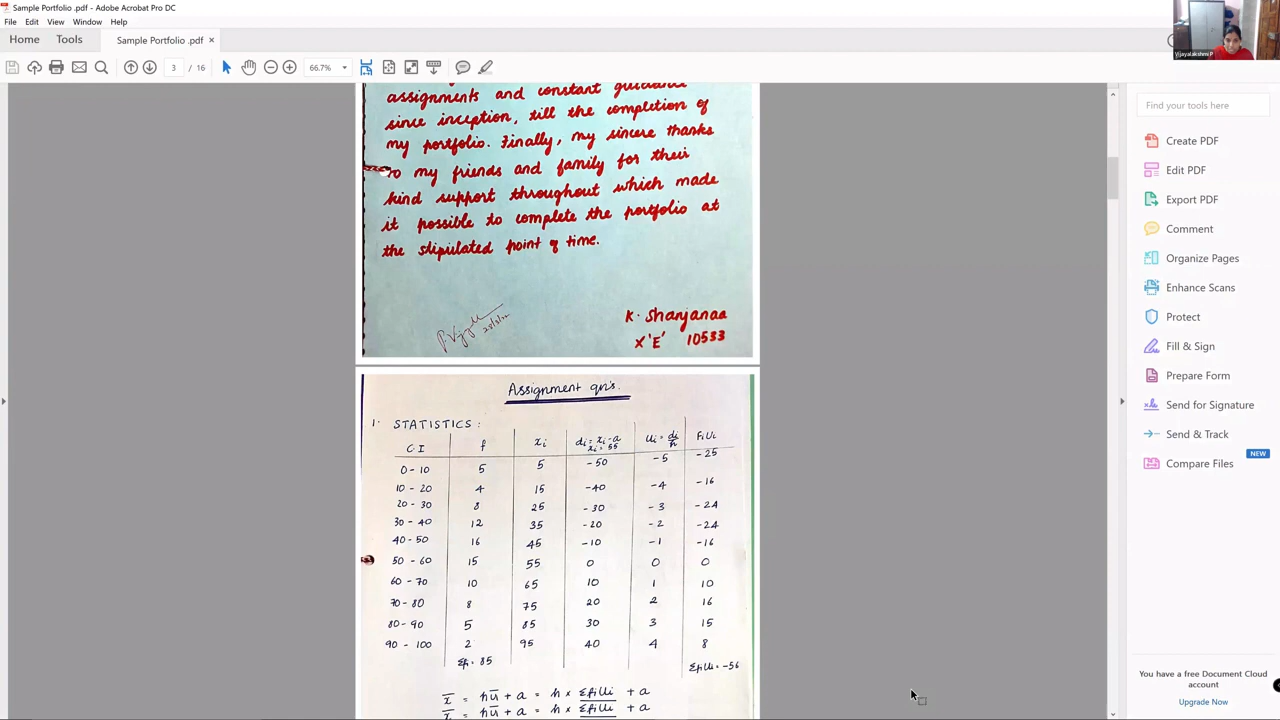 Sample Portfolio .pdf - Adobe Acrobat Pro DC
File Edit View Window Help
Home Tools Sample Portfolio .pdf ×
3 / 16 66.7%
Vijayalakshmi P
assignments and constant guidance
since inception, till the completion of
my portfolio. Finally, my sincere thanks
to my friends and family for their
kind support throughout which made
it possible to complete the portfolio at
the stipulated point of time.
K. Shanjanaa
X 'E' 10533
Assignment qn's.
1. STATISTICS :
C I f xi di = xi - a ui = di/h FiUi
xi = 55
0 - 10 5 5 -50 -5 -25
10 - 20 4 15 -40 -4 -16
20 - 30 8 25 -30 -3 -24
30 - 40 12 35 -20 -2 -24
40 - 50 16 45 -10 -1 -16
50 - 60 15 55 0 0 0
60 - 70 10 65 10 1 10
70 - 80 8 75 20 2 16
80 - 90 5 85 30 3 15
90 - 100 2 95 40 4 8
Σfi = 85 Σfiui = -56
x̄ = hū + a = h × Σfiui + a
x̄ = hū + a = h × Σfiui + a
Find your tools here
Create PDF
Edit PDF
Export PDF
Comment
Organize Pages
Enhance Scans
Protect
Fill & Sign
Prepare Form
Send for Signature
Send & Track
Compare Files NEW
You have a free Document Cloud
account
Upgrade Now